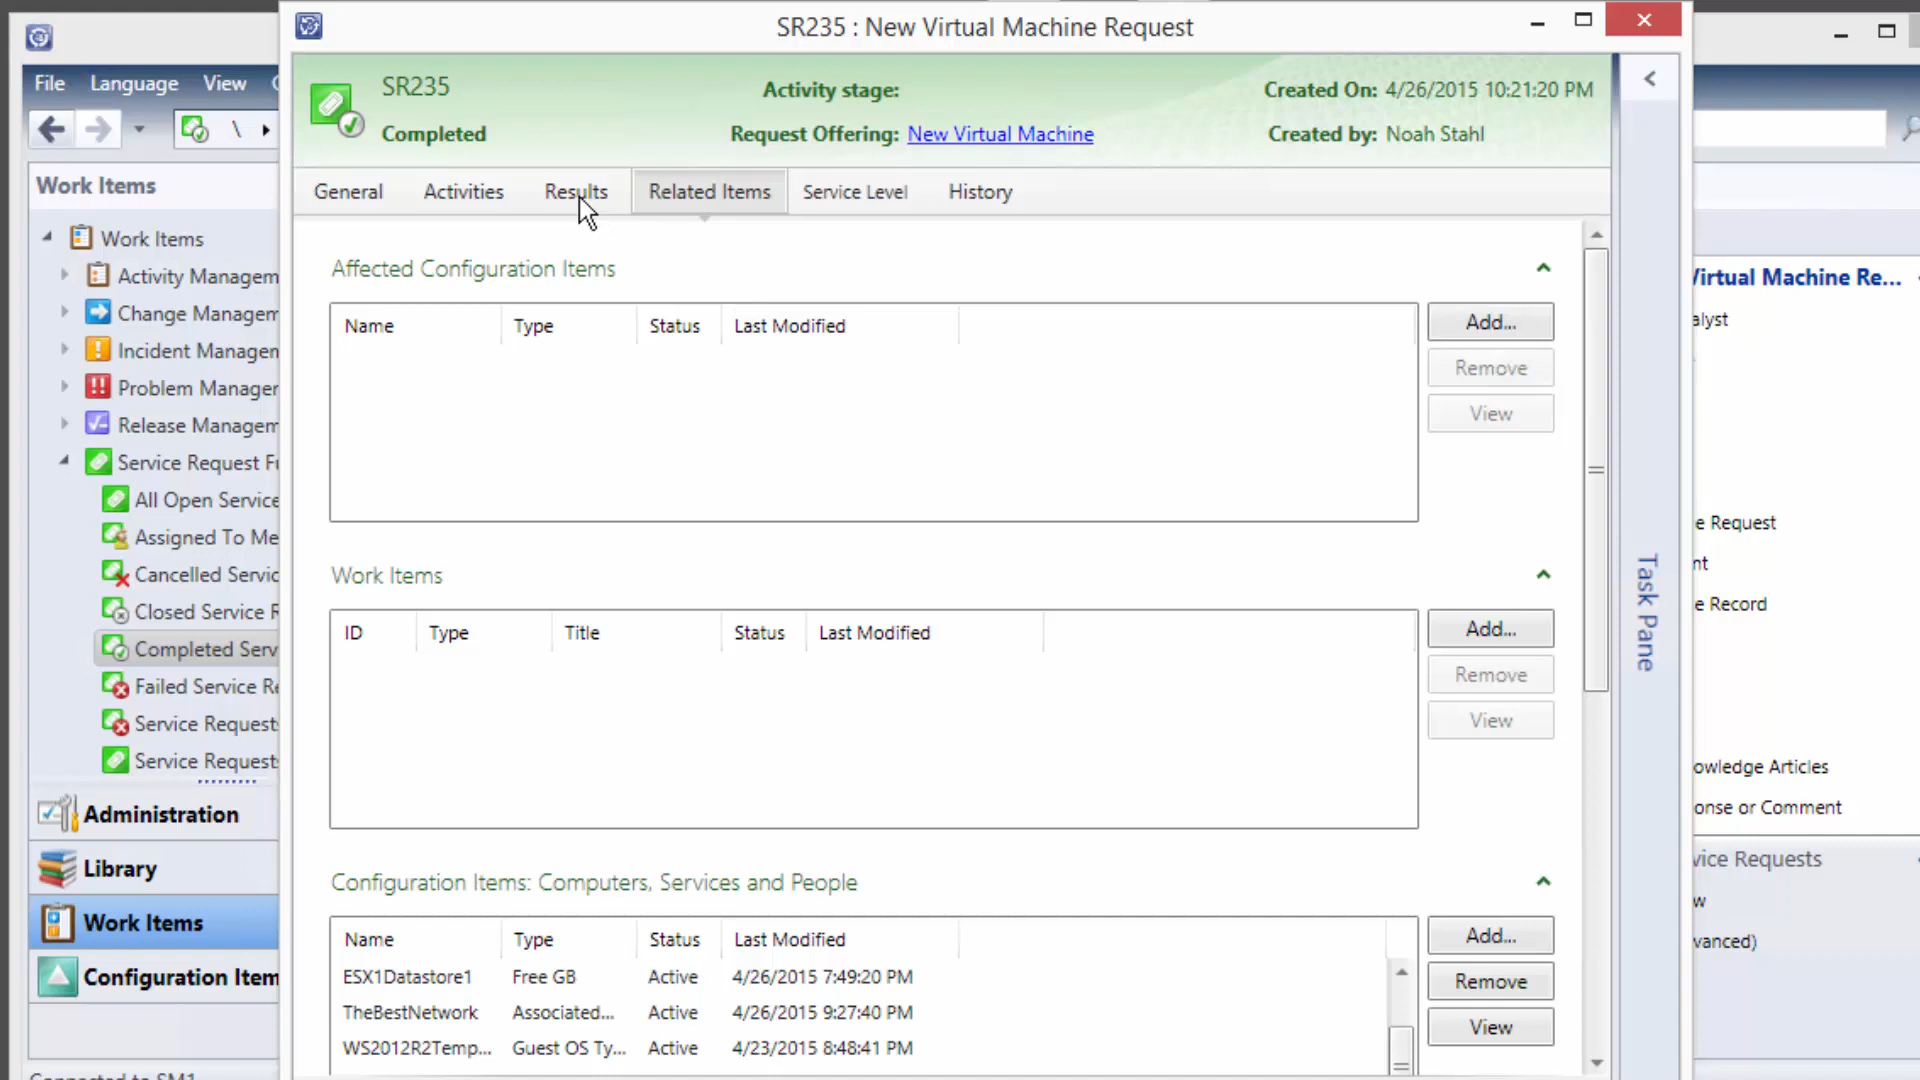 SR235 : New Virtual Machine Request
File Language View
SR235
Completed
Activity stage:
Request Offering: New Virtual Machine
Created On: 4/26/2015 10:21:20 PM
Created by: Noah Stahl
\
General Activities Results Related Items Service Level History
Work Items
Work Items
Activity Managem
Change Managem
Incident Managem
Problem Manager
Release Managem
Service Request Fu
All Open Service
Assigned To Me
Cancelled Servic
Closed Service R
Completed Serv
Failed Service Re
Service Requests
Service Requests
Administration
Library
Work Items
Configuration Item
Affected Configuration Items
Name Type Status Last Modified
Add...
Remove
View
Work Items
ID Type Title Status Last Modified
Add...
Remove
View
Configuration Items: Computers, Services and People
Name Type Status Last Modified
ESX1Datastore1 Free GB Active 4/26/2015 7:49:20 PM
TheBestNetwork Associated... Active 4/26/2015 9:27:40 PM
WS2012R2Temp... Guest OS Ty... Active 4/23/2015 8:48:41 PM
Add...
Remove
View
Task Pane
Virtual Machine Re...
alyst
e Request
nt
e Record
owledge Articles
onse or Comment
vice Requests
w
vanced)
Connected to SM1